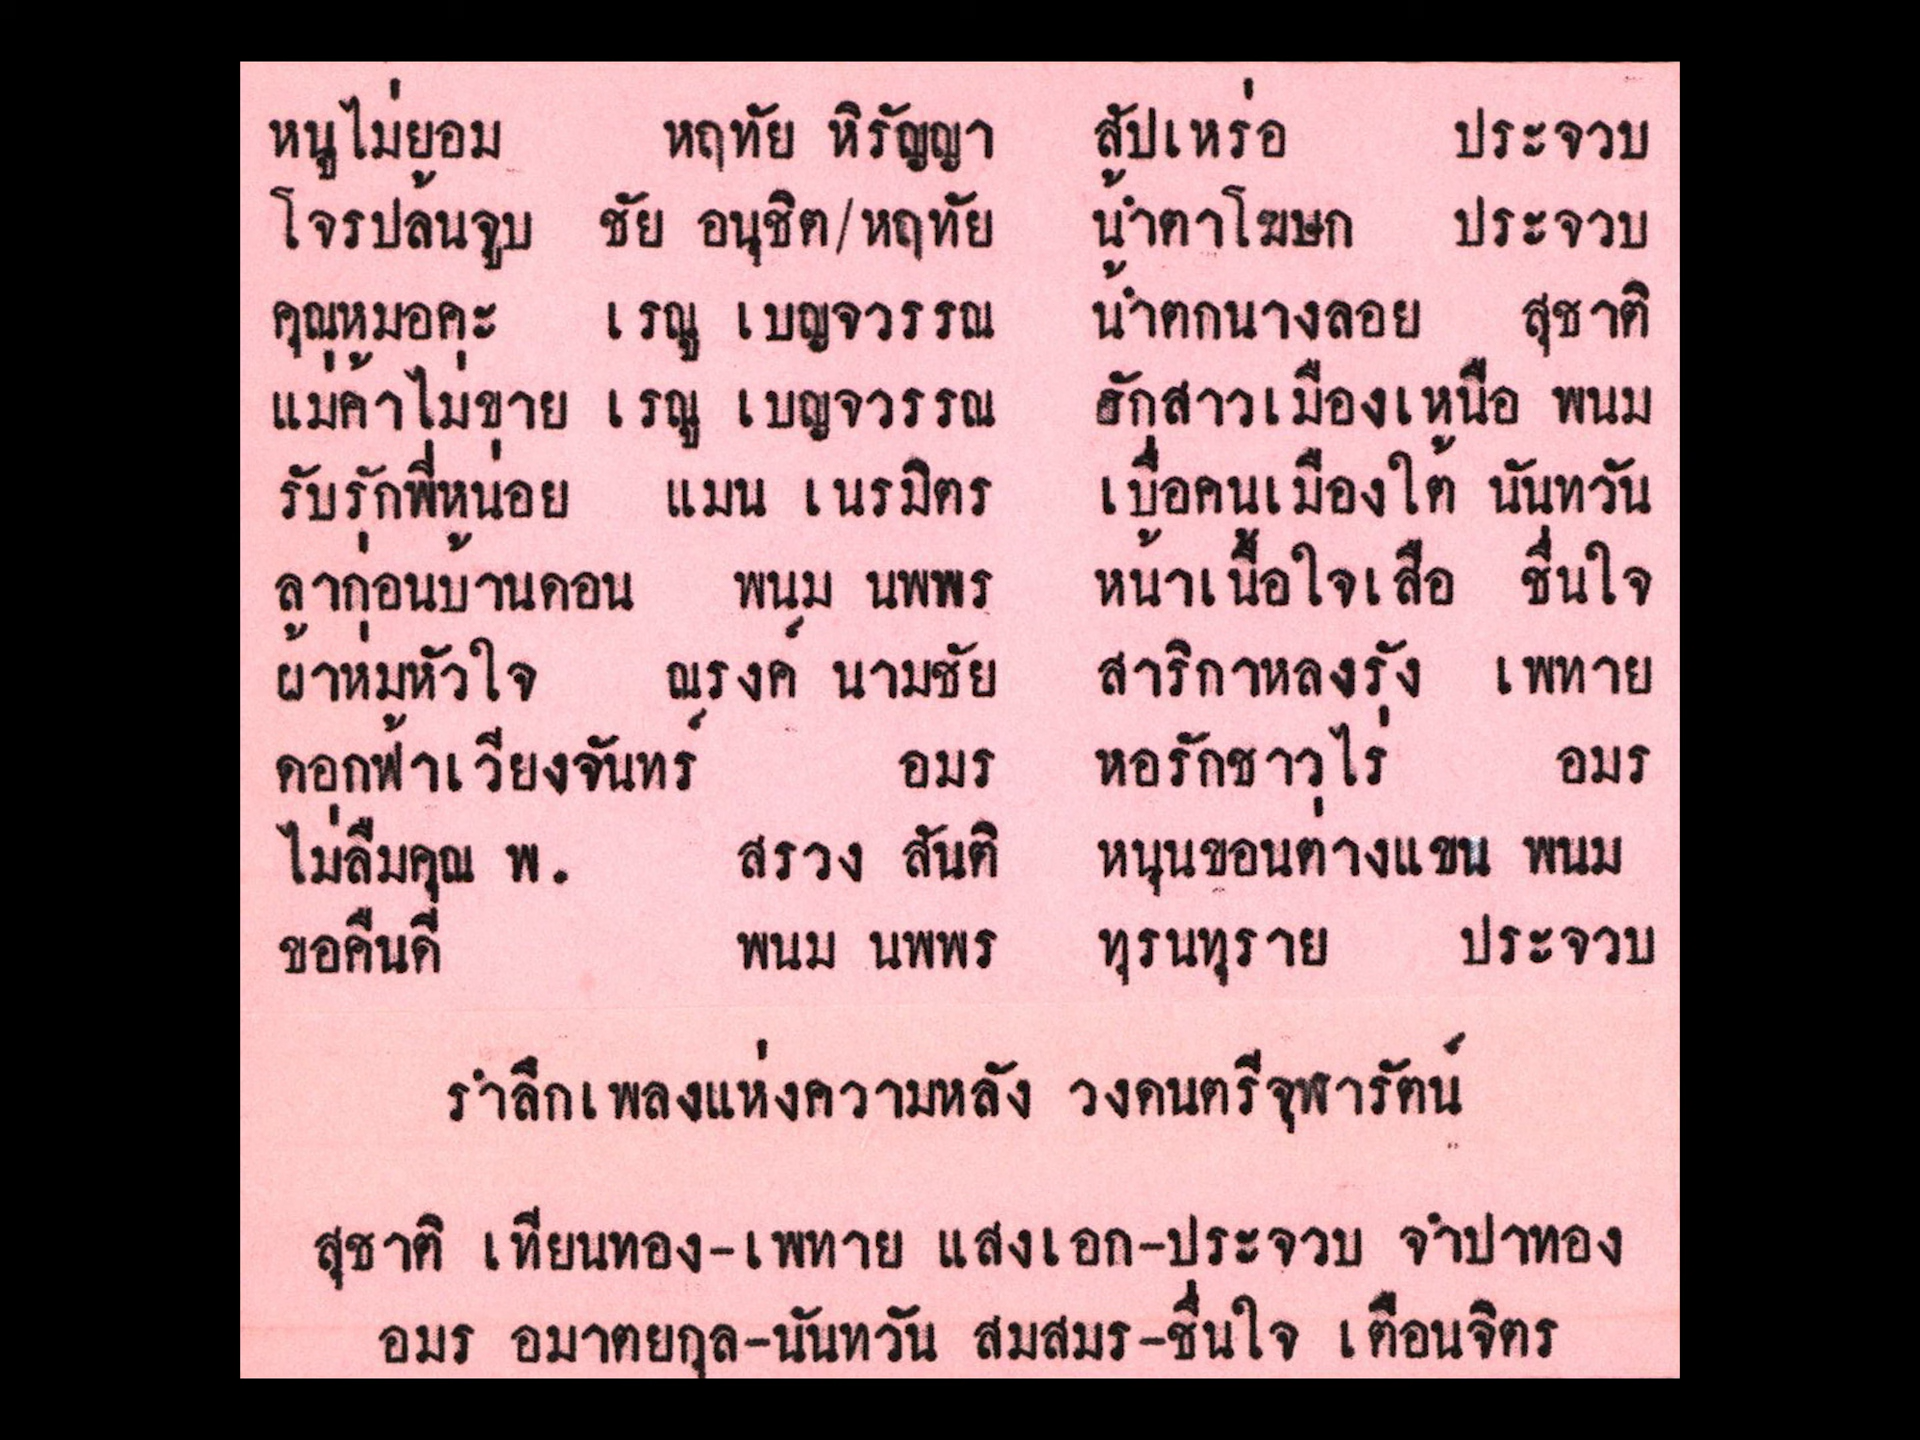 หนูไม่ยอม หฤทัย หิรัญญา
โจรปล้นจูบ ชัย อนุชิต/หฤทัย
คุณหมอคะ เรณู เบญจวรรณ
แม่ค้าไม่ขาย เรณู เบญจวรรณ
รับรักพี่หน่อย แมน เนรมิตร
ลาก่อนบ้านดอน พนม นพพร
ผ้าห่มหัวใจ ณรงค์ นามชัย
ดอกฟ้าเวียงจันทร์ อมร
ไม่ลืมคุณ พ. สรวง สันติ
ขอคืนดี พนม นพพร
สัปเหร่อ ประจวบ
น้ำตาโฆษก ประจวบ
น้ำตกนางลอย สุชาติ
รักสาวเมืองเหนือ พนม
เบื่อคนเมืองใต้ นันทวัน
หน้าเนื้อใจเสือ ชื่นใจ
สาริกาหลงรัง เพทาย
หอรักชาวไร่ อมร
หนุนขอนต่างแขน พนม
ทุรนทุราย ประจวบ
รำลึกเพลงแห่งความหลัง วงดนตรีจุฬารัตน์
สุชาติ เทียนทอง-เพทาย แสงเอก-ประจวบ จำปาทอง
อมร อมาตยกุล-นันทวัน สมสมร-ชื่นใจ เตือนจิตร